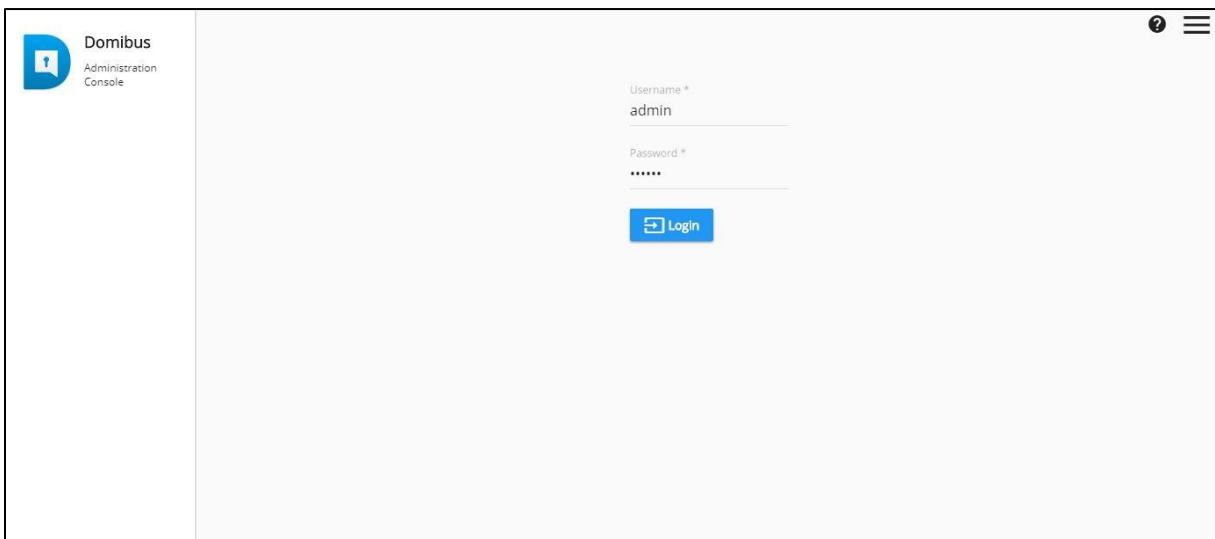 Domibus
Administration
Console
Username *
admin
Password *
••••••
Login